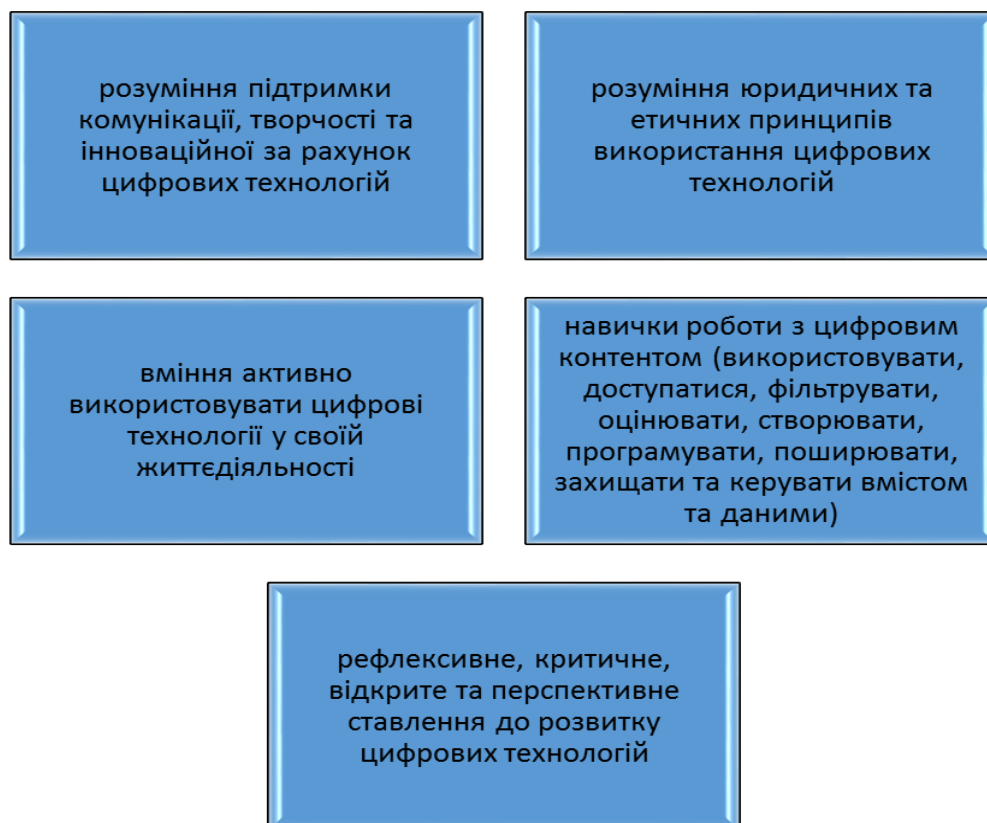 розуміння підтримки
комунікації, творчості та
інноваційної за рахунок
цифрових технологій
розуміння юридичних та
етичних принципів
використання цифрових
технологій
вміння активно
використовувати цифрові
технології у своїй
життєдіяльності
навички роботи з цифровим
контентом (використовувати,
доступатися, фільтрувати,
оцінювати, створювати,
програмувати, поширювати,
захищати та керувати вмістом
та даними)
рефлексивне, критичне,
відкрите та перспективне
ставлення до розвитку
цифрових технологій